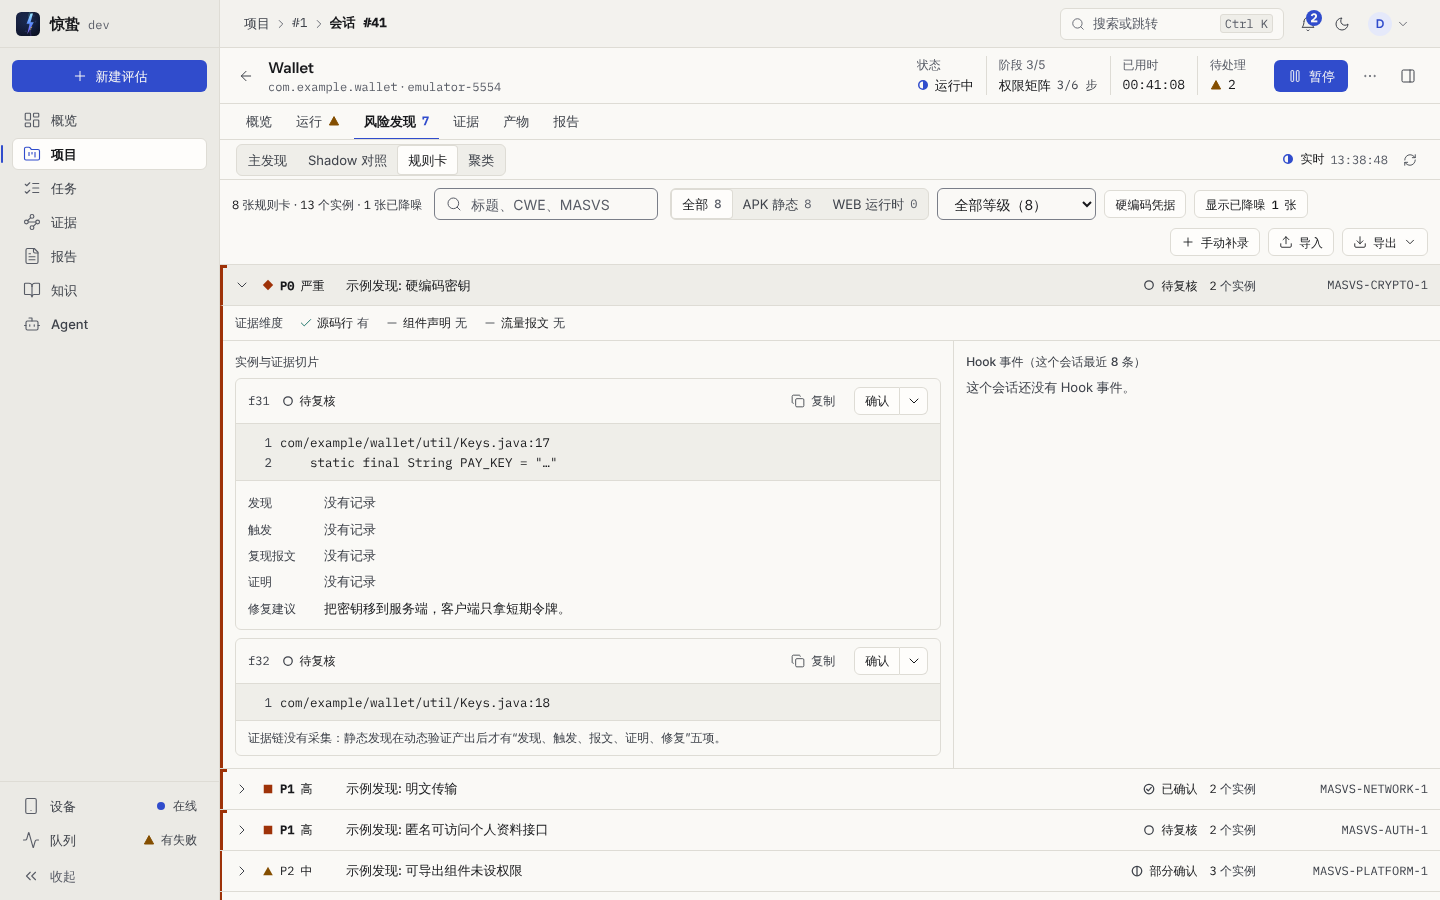 惊蛰 dev
项目 #1 会话 #41
搜索或跳转 Ctrl K
2
D
新建评估
概览
项目
任务
证据
报告
知识
Agent
设备 在线
队列 有失败
收起
Wallet
com.example.wallet · emulator-5554
状态
运行中
阶段 3/5
权限矩阵 3/6 步
已用时
00:41:08
待处理
2
暂停
概览 运行 风险发现 7 证据 产物 报告
主发现 Shadow 对照 规则卡 聚类
实时 13:38:48
8 张规则卡 · 13 个实例 · 1 张已降噪
标题、CWE、MASVS
全部 8 APK 静态 8 WEB 运行时 0
全部等级（8）
硬编码凭据
显示已降噪 1 张
手动补录 导入 导出
P0 严重 示例发现: 硬编码密钥 待复核 2 个实例 MASVS-CRYPTO-1
证据维度 源码行 有 组件声明 无 流量报文 无
实例与证据切片
f31 待复核 复制 确认
1 com/example/wallet/util/Keys.java:17
2 static final String PAY_KEY = "…"
发现 没有记录
触发 没有记录
复现报文 没有记录
证明 没有记录
修复建议 把密钥移到服务端，客户端只拿短期令牌。
f32 待复核 复制 确认
1 com/example/wallet/util/Keys.java:18
证据链没有采集：静态发现在动态验证产出后才有“发现、触发、报文、证明、修复”五项。
Hook 事件（这个会话最近 8 条）
这个会话还没有 Hook 事件。
P1 高 示例发现: 明文传输 已确认 2 个实例 MASVS-NETWORK-1
P1 高 示例发现: 匿名可访问个人资料接口 待复核 2 个实例 MASVS-AUTH-1
P2 中 示例发现: 可导出组件未设权限 部分确认 3 个实例 MASVS-PLATFORM-1